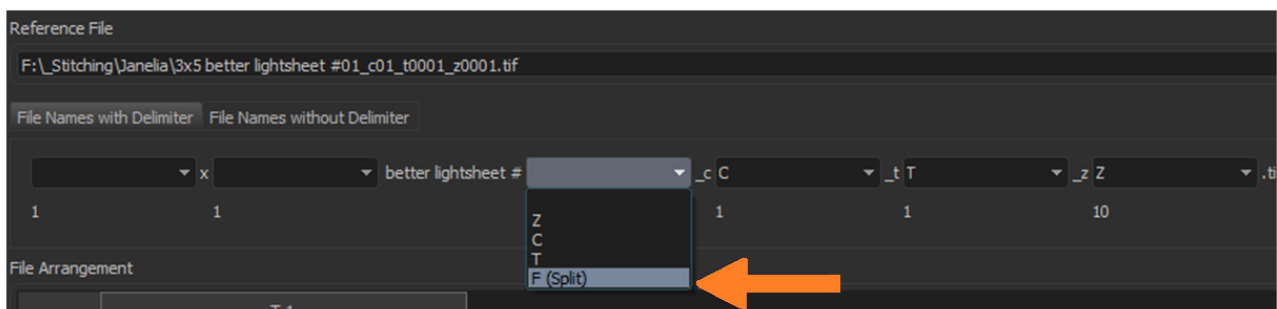 Reference File
F:\_Stitching\Janelia\3x5 better lightsheet #01_c01_t0001_z0001.tif
File Names with Delimiter File Names without Delimiter
x better lightsheet # _c C _t T _z Z .ti
1 1 1 1 10
Z
C
T
F (Split)
File Arrangement